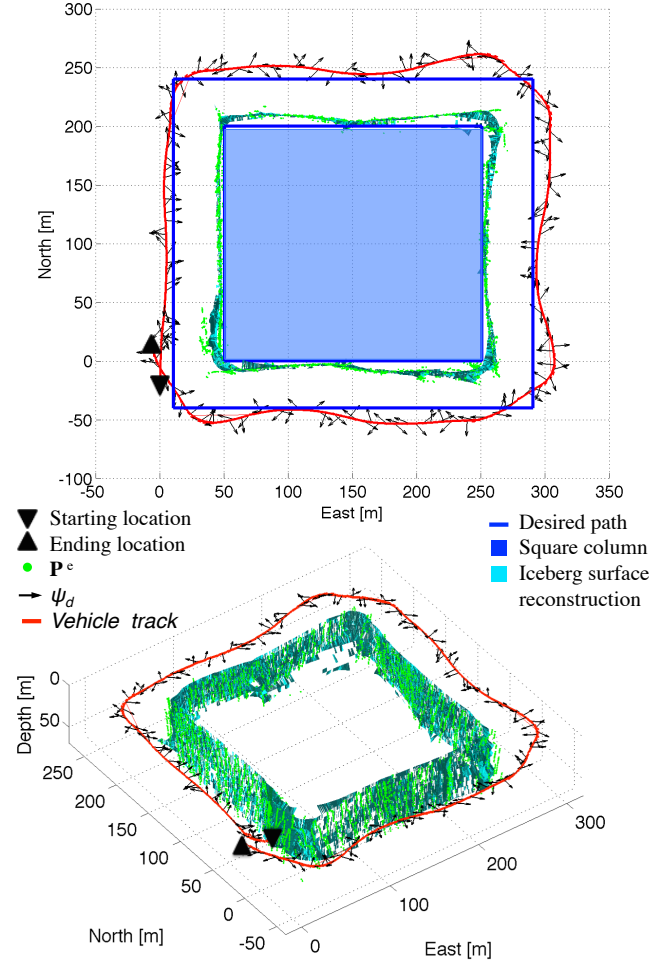 300
250
200
150
100
50
0
-50
-100
North [m]
-50 0 50 100 150 200 250 300 350
East [m]
Starting location
Ending location
P e
ψd
Vehicle track
Desired path
Square column
Iceberg surface
reconstruction
0
50
Depth [m]
250
200
150
100
50
0
-50
North [m]
0
100
200
300
East [m]